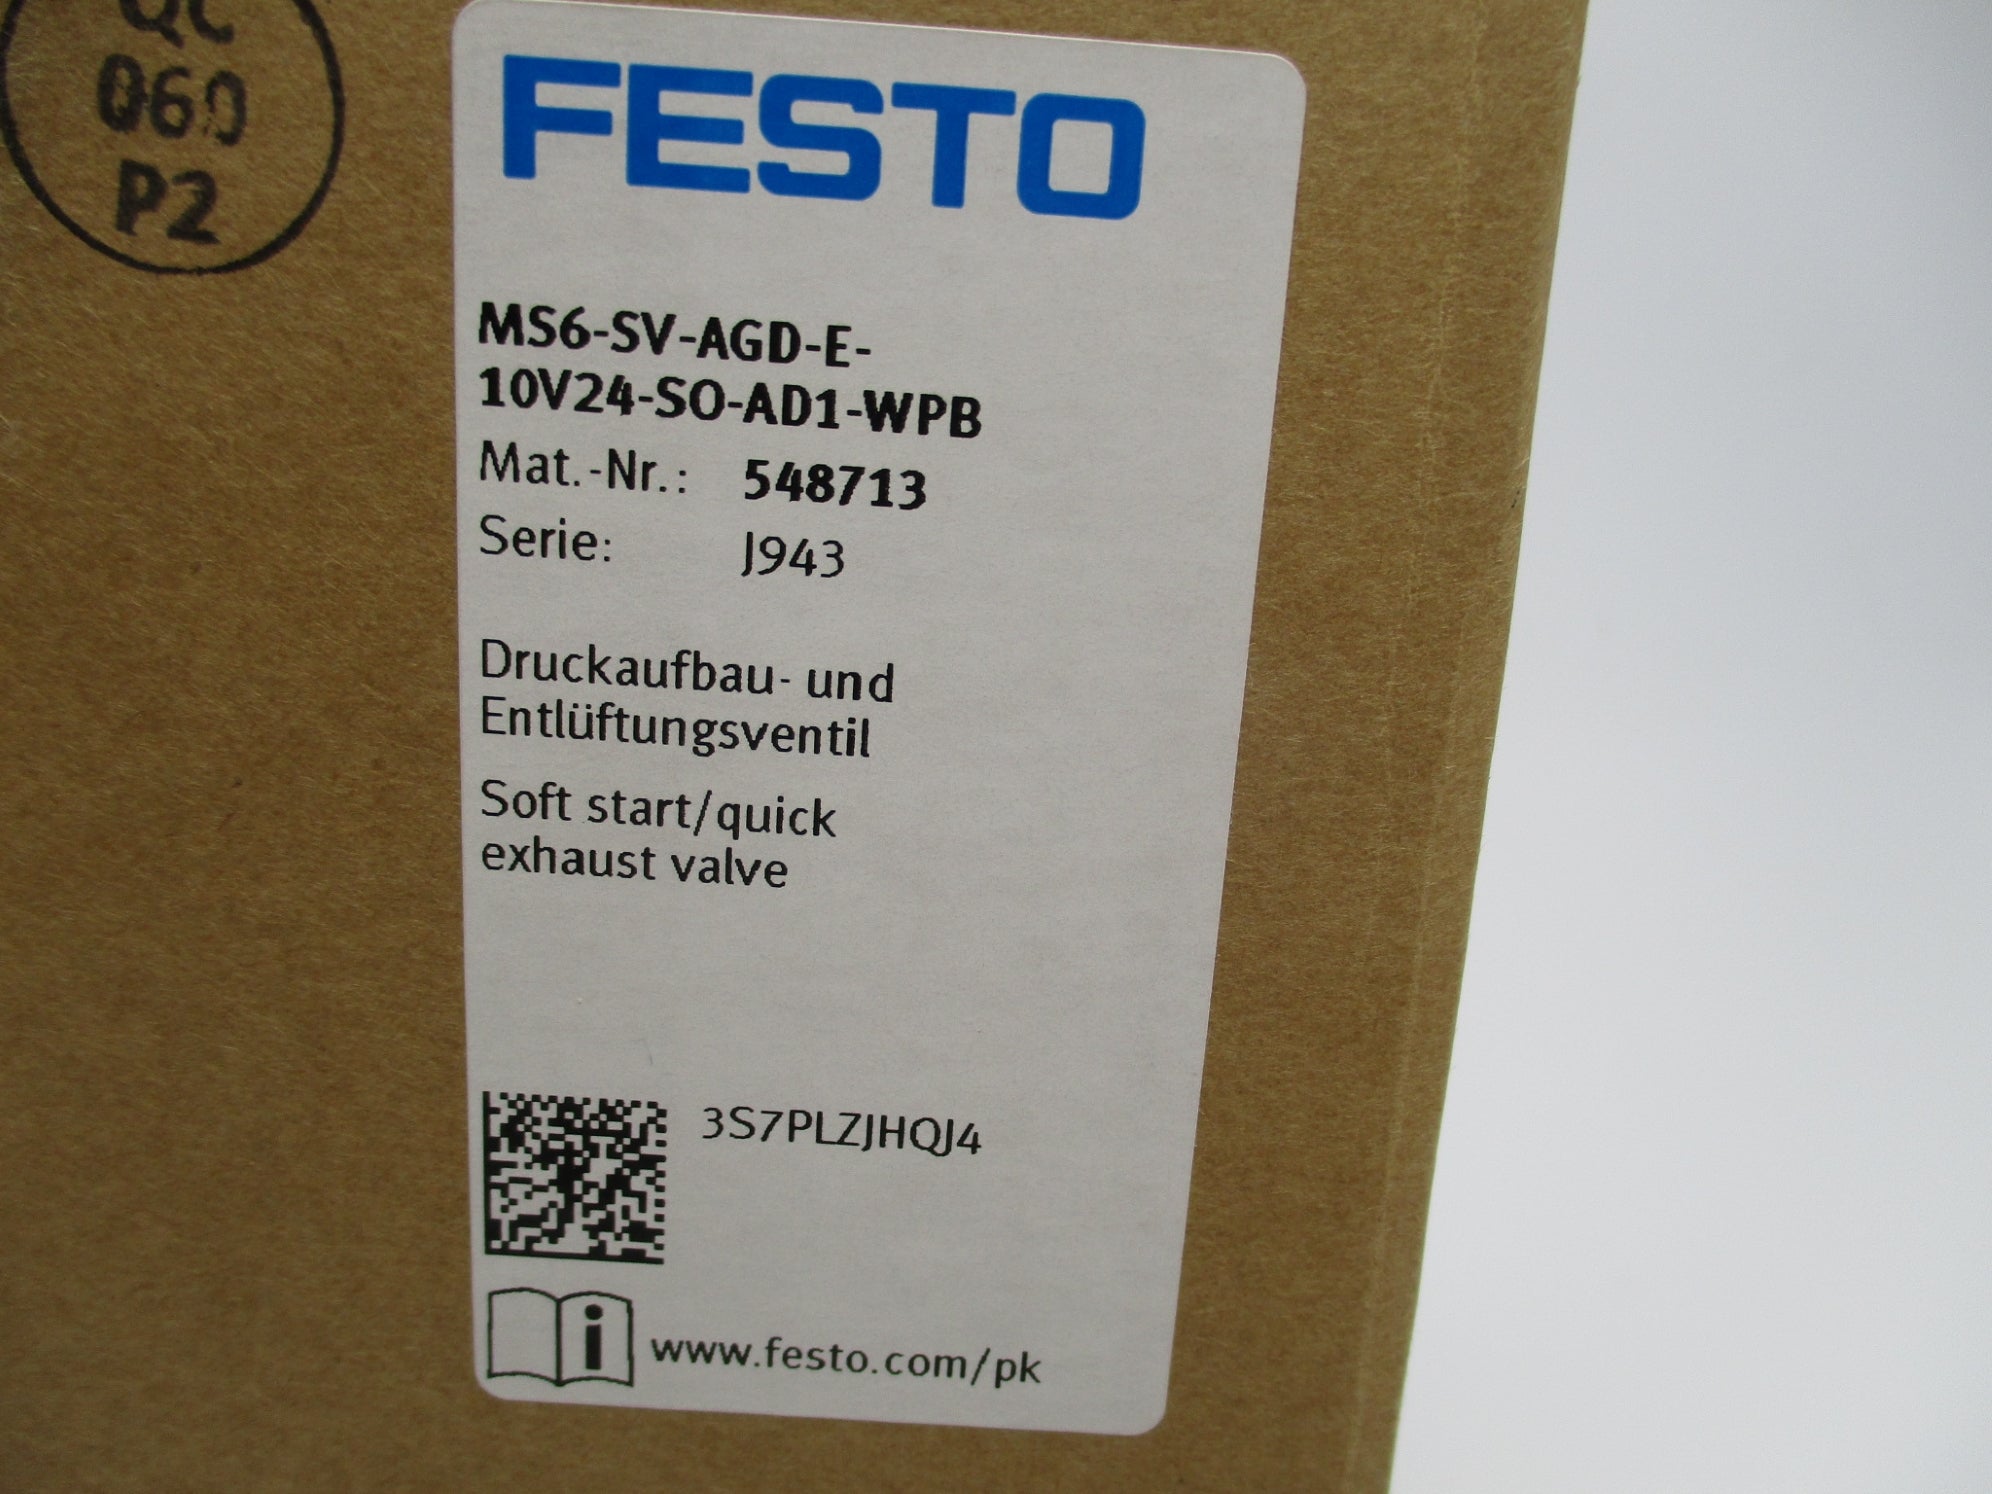 QC
060
P2
FESTO
MS6-SV-AGD-E-
10V24-SO-AD1-WPB
Mat.-Nr.: 548713
Serie: J943
Druckaufbau- und
Entlüftungsventil
Soft start/quick
exhaust valve
3S7PLZJHQJ4
www.festo.com/pk